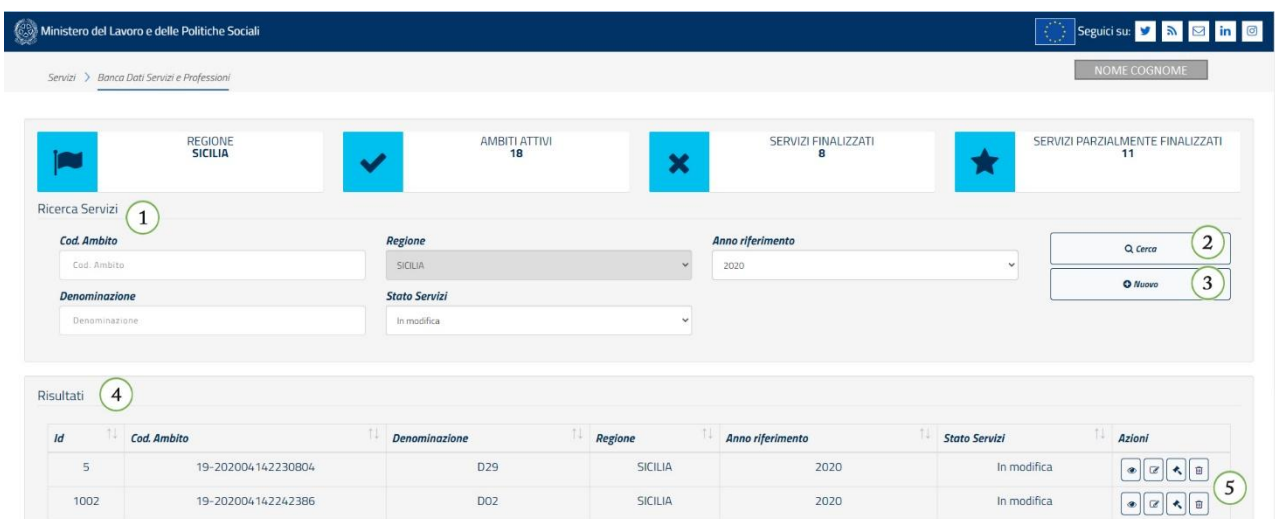 Ministero del Lavoro e delle Politiche Sociali
Seguici su:
Servizi > Banca Dati Servizi e Professioni
NOME COGNOME
REGIONE
SICILIA
AMBITI ATTIVI
18
SERVIZI FINALIZZATI
8
SERVIZI PARZIALMENTE FINALIZZATI
11
Ricerca Servizi 1
Cod. Ambito Regione Anno riferimento
Cod. Ambito SICILIA 2020
Cerca 2
Denominazione Stato Servizi
Denominazione In modifica
Nuovo 3
Risultati 4
Id Cod. Ambito Denominazione Regione Anno riferimento Stato Servizi Azioni
5 19-202004142230804 D29 SICILIA 2020 In modifica
1002 19-202004142242386 D02 SICILIA 2020 In modifica
5